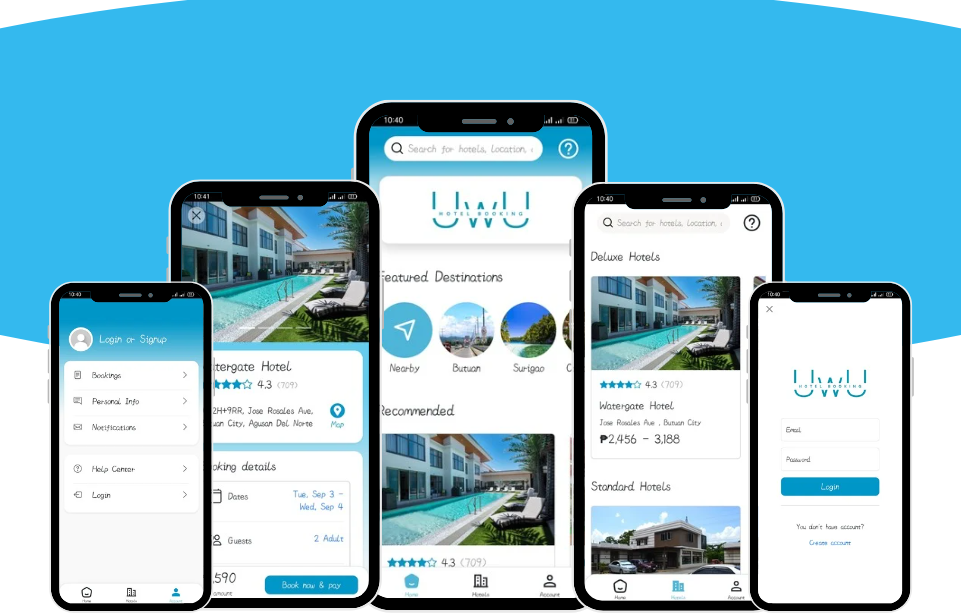 10:40
Login or Signup
Bookings
Personal Info
Notifications
Help Center
Login
Home
Hotels
Account
10:41
tergate Hotel
4.3 (709)
2H+9RR, Jose Rosales Ave,
uan City, Agusan Del Norte
Map
oking details
Dates
Tue, Sep 3 -
Wed, Sep 4
Guests
2 Adult
,590
amount
Book now & pay
10:40
Search for hotels, location,
UwU
HOTEL BOOKING
Featured Destinations
Nearby
Butuan
Surigao
C
Recommended
4.3 (709)
Home
Hotels
Account
10:40
Search for hotels, location,
Deluxe Hotels
4.3 (709)
Watergate Hotel
Jose Rosales Ave , Butuan City
₱2,456 - 3,188
Standard Hotels
Home
Hotels
Account
10:40
UwU
HOTEL BOOKING
Email
Password
Login
You don't have account?
Create account